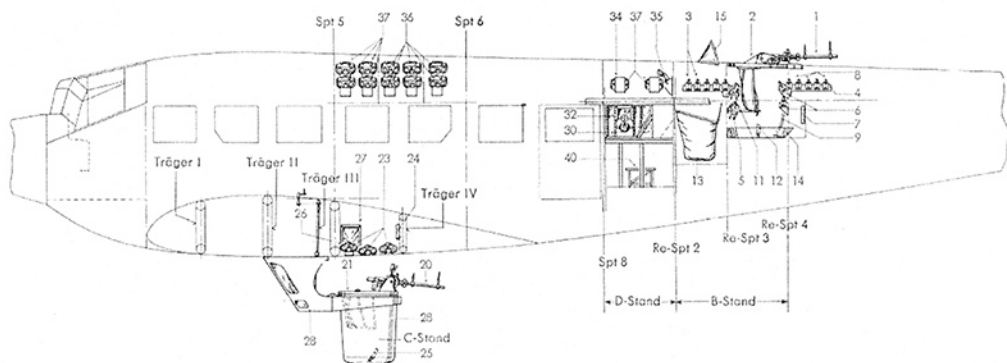 Spt 5
37
36
Spt 6
34
37
35
3
15
2
1
8
4
6
7
9
32
30
40
13
5
11
12
14
Träger I
Träger II
27
23
24
Träger III
Träger IV
26
Re-Spt 4
Re-Spt 3
Re-Spt 2
Spt 8
21
20
D-Stand
B-Stand
28
28
C-Stand
25